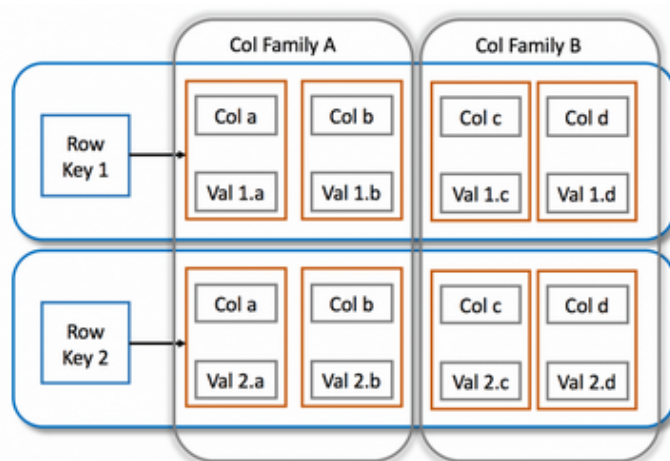 Col Family A
Col Family B
Row
Key 1
Col a
Col b
Col c
Col d
Val 1.a
Val 1.b
Val 1.c
Val 1.d
Row
Key 2
Col a
Col b
Col c
Col d
Val 2.a
Val 2.b
Val 2.c
Val 2.d